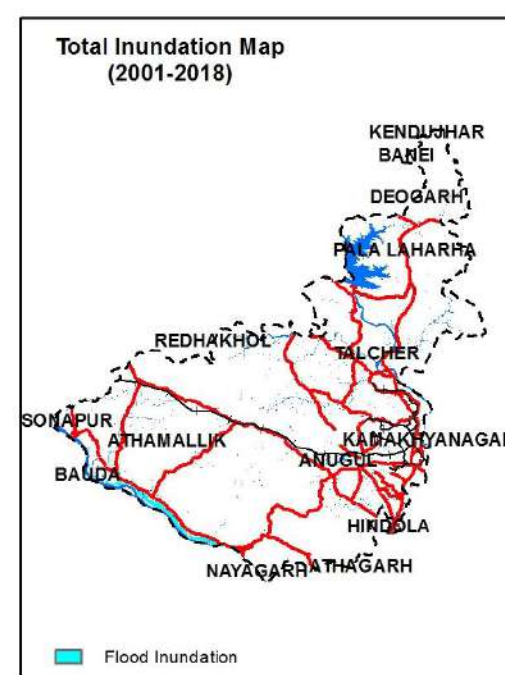 Total Inundation Map
(2001-2018)
KENDUJHAR
BANEI
DEOGARH
PALA LAHARHA
REDHAKHOL
TALCHER
SONAPUR
ATHAMALLIK
KAMAKHYANAGAR
ANUGUL
BAUDA
HINDOLA
NAYAGARH
ATHAGARH
Flood Inundation